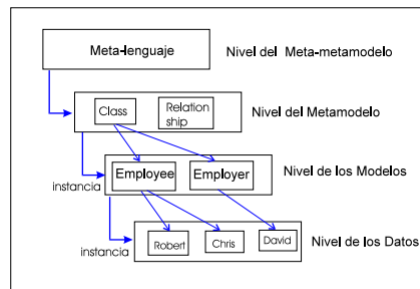 Meta-lenguaje Nivel del Meta-metamodelo
Class Relation
ship Nivel del Metamodelo
Employee Employer Nivel de los Modelos
instancia
Robert Chris David Nivel de los Datos
instancia